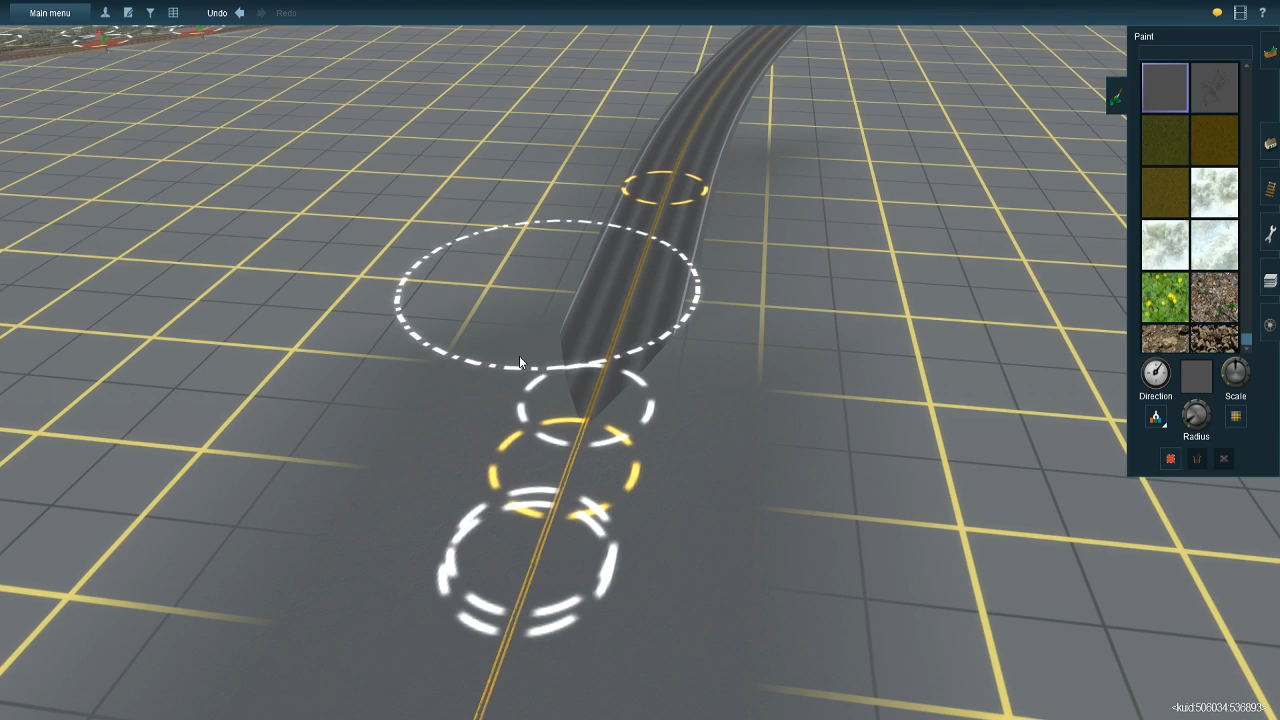 Main menu
Undo
Redo
?
Paint
Direction
Scale
Radius
<kuid:506034:536893>